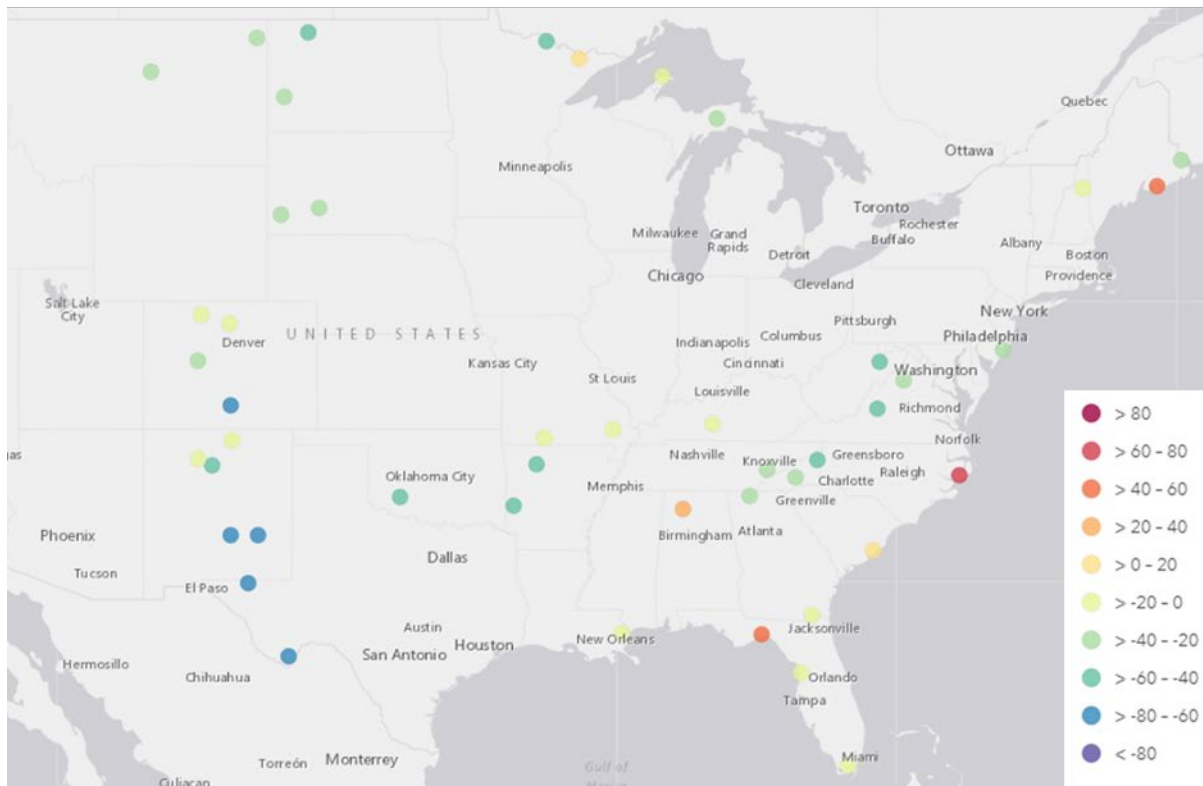 Quebec
Ottawa
Minneapolis
Toronto
Rochester
Buffalo
Milwaukee
Grand
Rapids
Albany
Detroit
Boston
Chicago
Providence
Cleveland
Salt Lake
City
New York
Pittsburgh
UNITED STATES
Columbus
Philadelphia
Denver
Indianapolis
Kansas City
Cincinnati
Washington
St Louis
Louisville
Richmond
Norfolk
gas
Nashville
Knoxville
Greensboro
Raleigh
Oklahoma City
Charlotte
Memphis
Greenville
Phoenix
Birmingham
Atlanta
Dallas
Tucson
El Paso
Austin
Jacksonville
New Orleans
Houston
San Antonio
Hermosillo
Chihuahua
Orlando
Tampa
Miami
Torreón
Monterrey
Gulf of
Culiacan
> 80
> 60 - 80
> 40 - 60
> 20 - 40
> 0 - 20
> -20 - 0
> -40 - -20
> -60 - -40
> -80 - -60
< -80